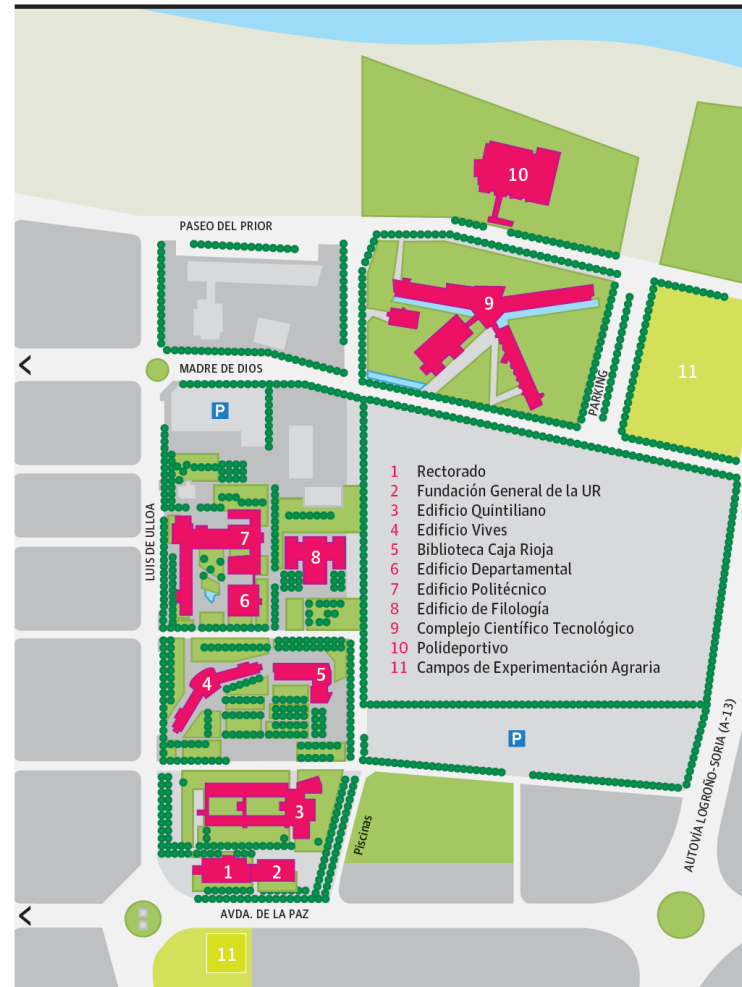 10
PASEO DEL PRIOR
9
MADRE DE DIOS
11
PARKING
P
1 Rectorado
2 Fundación General de la UR
3 Edificio Quintiliano
4 Edificio Vives
5 Biblioteca Caja Rioja
6 Edificio Departamental
7 Edificio Politécnico
8 Edificio de Filología
9 Complejo Científico Tecnológico
10 Polideportivo
11 Campos de Experimentación Agraria
LUIS DE ULLOA
7
8
6
5
4
P
AUTOVÍA LOGROÑO-SORIA (A-13)
3
Piscinas
1
2
AVDA. DE LA PAZ
11